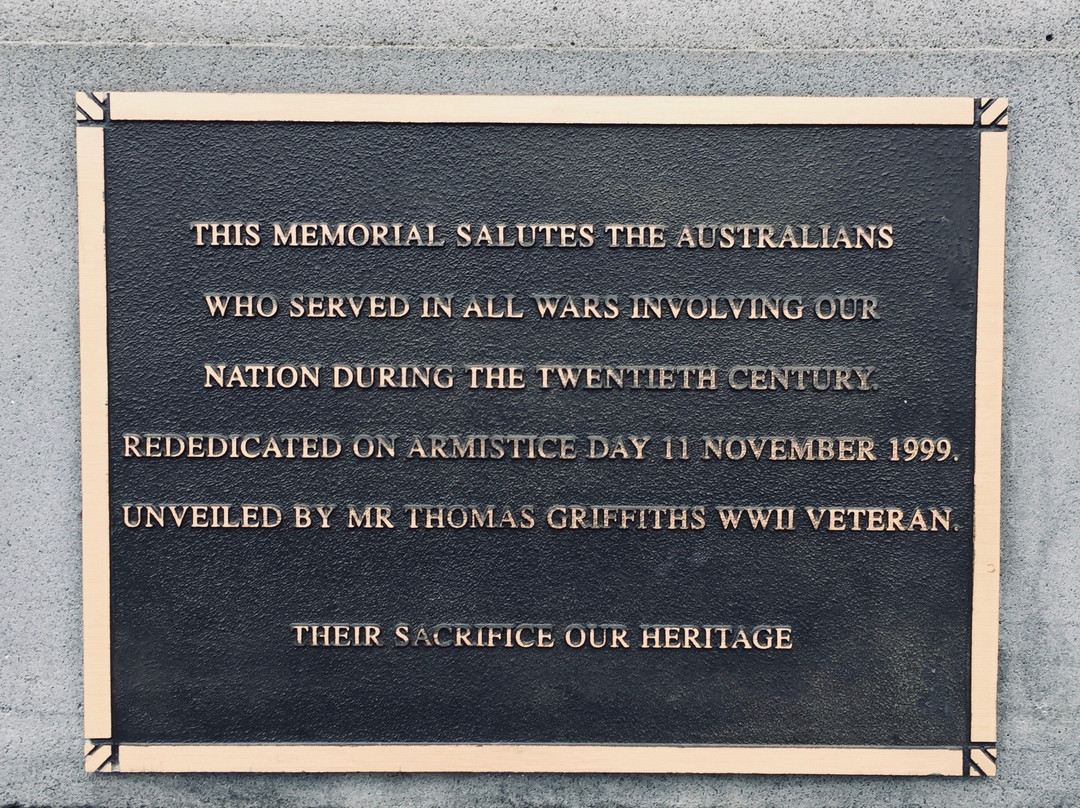 THIS MEMORIAL SALUTES THE AUSTRALIANS
WHO SERVED IN ALL WARS INVOLVING OUR
NATION DURING THE TWENTIETH CENTURY.
REDEDICATED ON ARMISTICE DAY 11 NOVEMBER 1999.
UNVEILED BY MR THOMAS GRIFFITHS WWII VETERAN.
THEIR SACRIFICE OUR HERITAGE